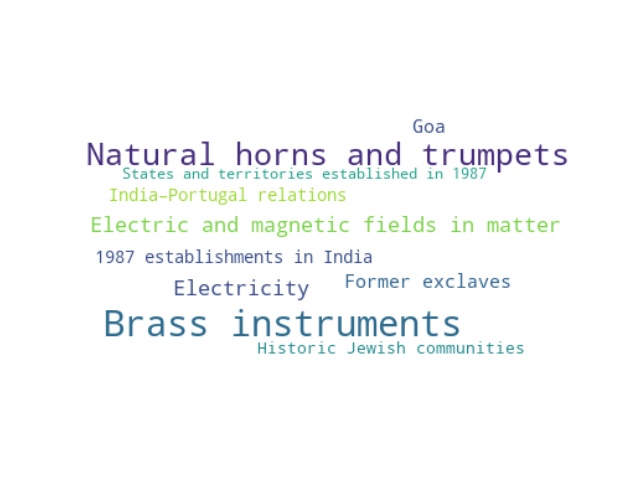 Goa
Natural horns and trumpets
States and territories established in 1987
India–Portugal relations
Electric and magnetic fields in matter
1987 establishments in India
Former exclaves
Electricity
Brass instruments
Historic Jewish communities